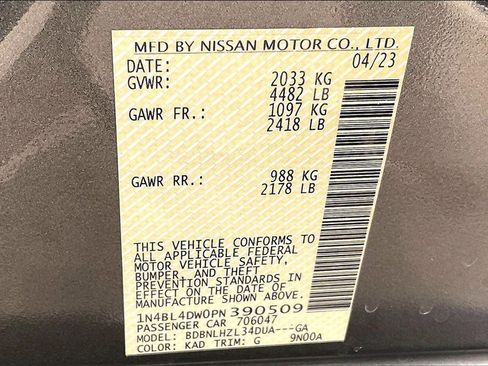 MFD BY NISSAN MOTOR CO., LTD.
DATE: 04/23
GVWR: 2033 KG
4482 LB
GAWR FR.: 1097 KG
2418 LB
GAWR RR.: 988 KG
2178 LB
THIS VEHICLE CONFORMS TO
ALL APPLICABLE FEDERAL
MOTOR VEHICLE SAFETY,
BUMPER, AND THEFT
PREVENTION STANDARDS IN
EFFECT ON THE DATE OF
MANUFACTURE SHOWN ABOVE.
1N4BL4DW0PN390509
PASSENGER CAR 706047
MODEL: BDBNLHZL34DUA---GA
COLOR: KAD TRIM: G 9N00A